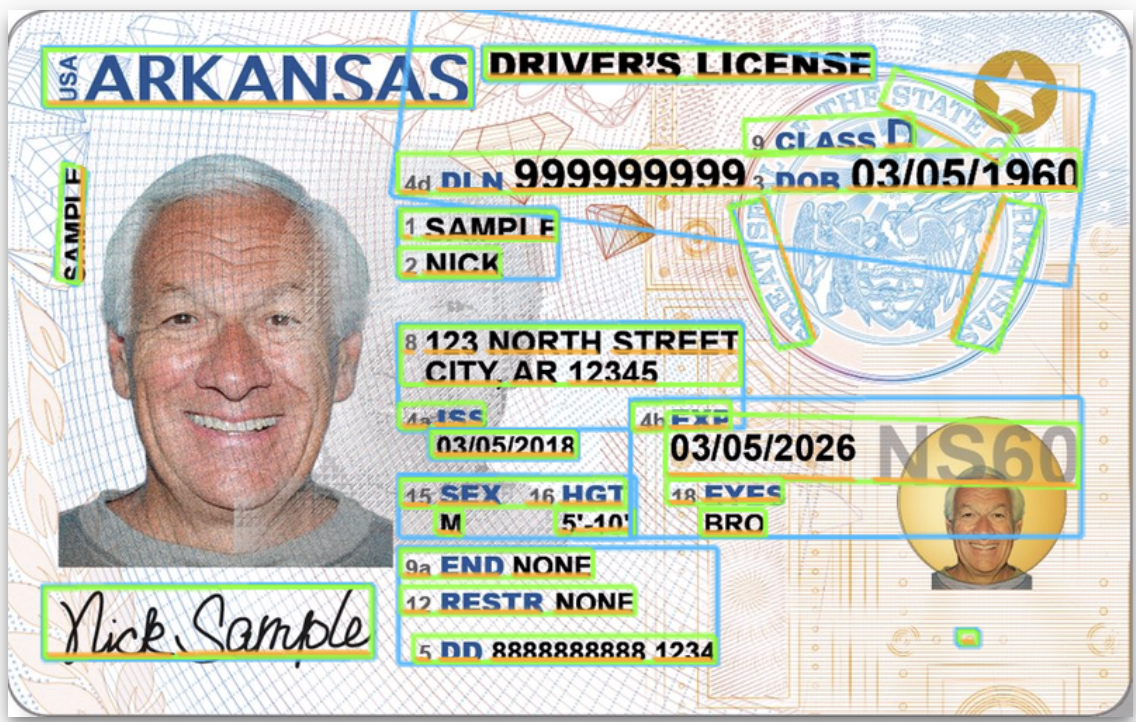 USA ARKANSAS
DRIVER'S LICENSE
THE STATE OF ARKANSAS
GREAT SEAL
9 CLASS D
4d DLN 999999999 3 DOB 03/05/1960
SAMPLE
1 SAMPLE
2 NICK
8 123 NORTH STREET
CITY, AR 12345
4a ISS 4b EXP
03/05/2018 03/05/2026
NS60
15 SEX 16 HGT 18 EYES
M 5'-10" BRO
9a END NONE
12 RESTR NONE
5 DD 8888888888 1234
Nick Sample